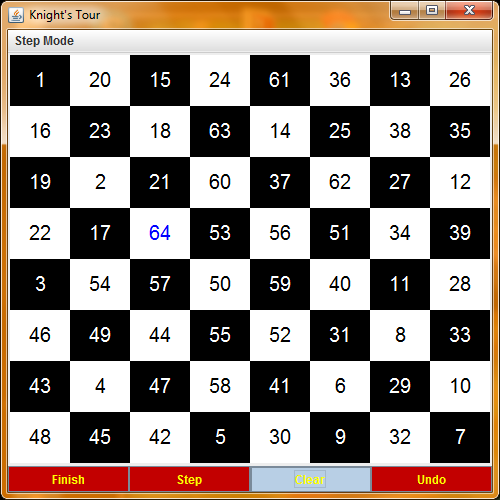 Knight's Tour
Step Mode
1 20 15 24 61 36 13 26
16 23 18 63 14 25 38 35
19 2 21 60 37 62 27 12
22 17 64 53 56 51 34 39
3 54 57 50 59 40 11 28
46 49 44 55 52 31 8 33
43 4 47 58 41 6 29 10
48 45 42 5 30 9 32 7
Finish Step Clear Undo